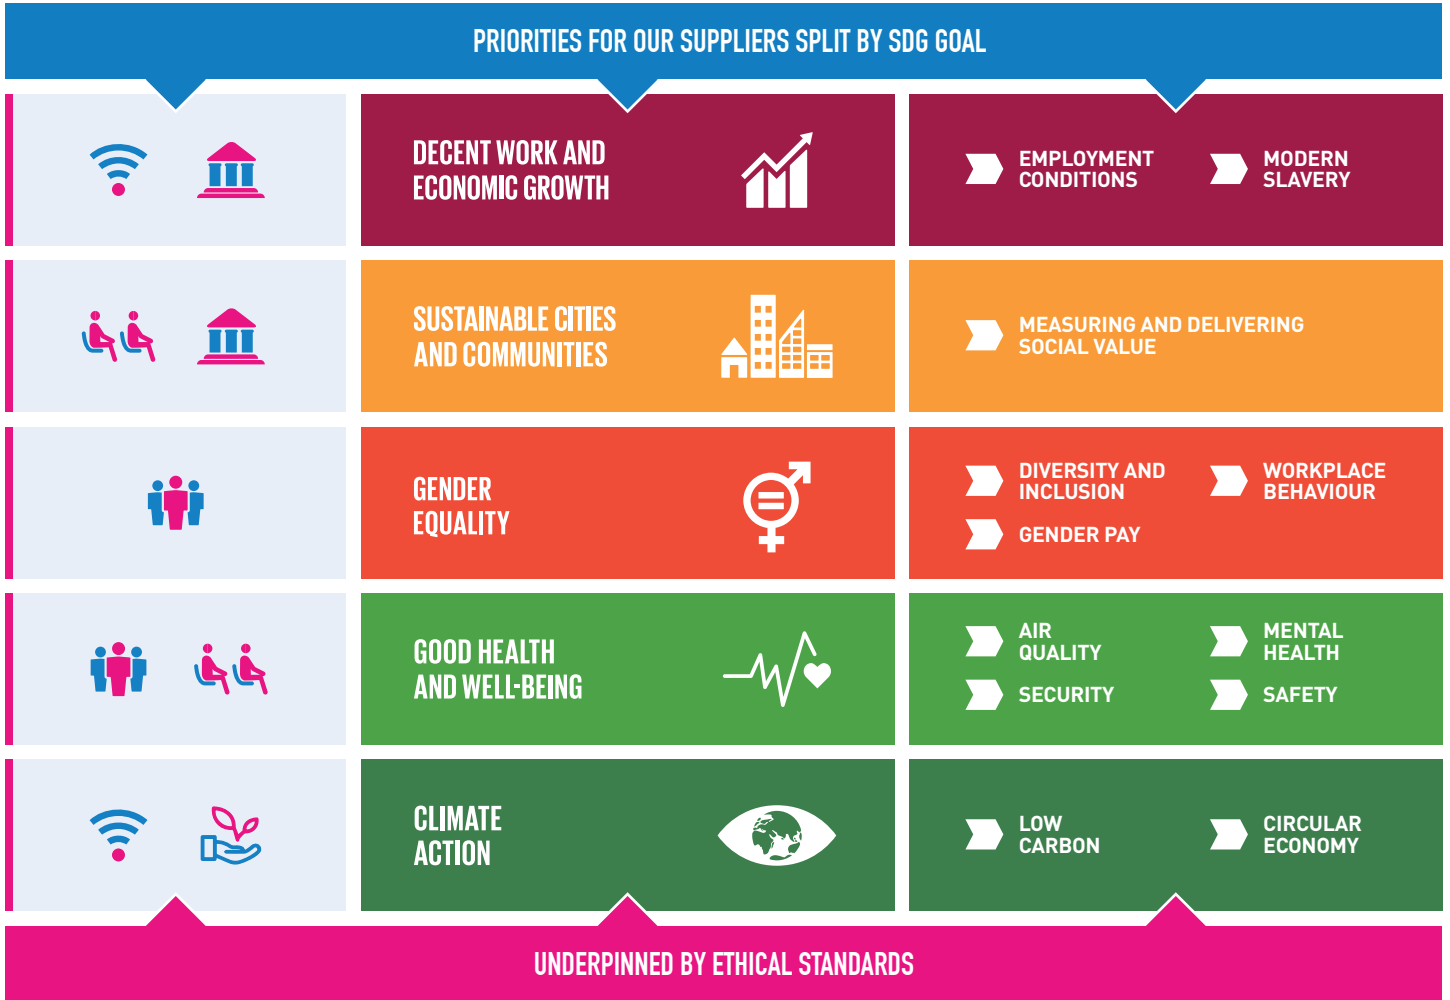 PRIORITIES FOR OUR SUPPLIERS SPLIT BY SDG GOAL
DECENT WORK AND
ECONOMIC GROWTH
EMPLOYMENT
CONDITIONS
MODERN
SLAVERY
SUSTAINABLE CITIES
AND COMMUNITIES
MEASURING AND DELIVERING
SOCIAL VALUE
GENDER
EQUALITY
DIVERSITY AND
INCLUSION
WORKPLACE
BEHAVIOUR
GENDER PAY
GOOD HEALTH
AND WELL-BEING
AIR
QUALITY
MENTAL
HEALTH
SECURITY
SAFETY
CLIMATE
ACTION
LOW
CARBON
CIRCULAR
ECONOMY
UNDERPINNED BY ETHICAL STANDARDS